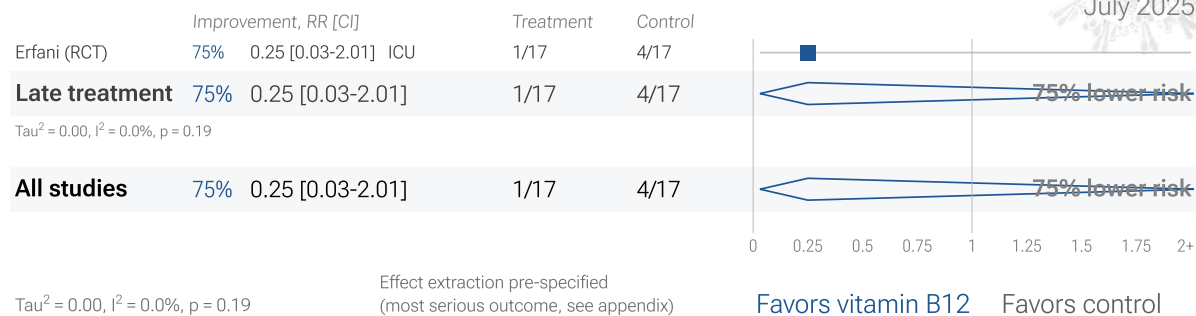 July 2025
Improvement, RR [CI] Treatment Control
Erfani (RCT) 75% 0.25 [0.03-2.01] ICU 1/17 4/17
Late treatment 75% 0.25 [0.03-2.01] 1/17 4/17 75% lower risk
Tau² = 0.00, I² = 0.0%, p = 0.19
All studies 75% 0.25 [0.03-2.01] 1/17 4/17 75% lower risk
0 0.25 0.5 0.75 1 1.25 1.5 1.75 2+
Effect extraction pre-specified
Tau² = 0.00, I² = 0.0%, p = 0.19 (most serious outcome, see appendix) Favors vitamin B12 Favors control